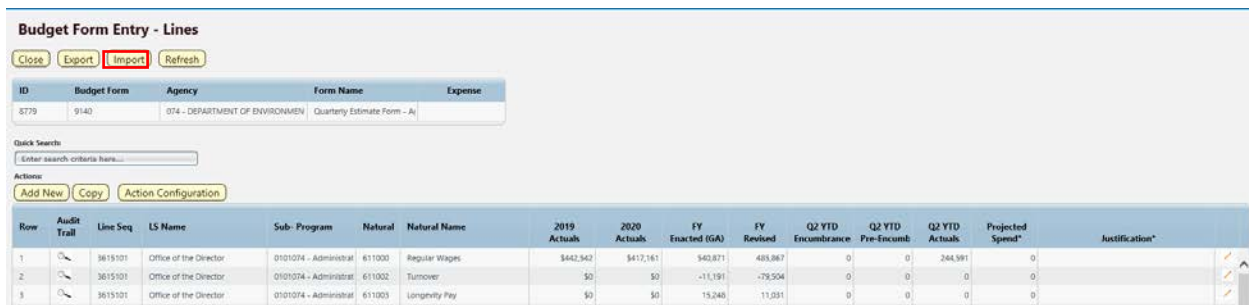 Budget Form Entry - Lines
Close Export Import Refresh
ID Budget Form Agency Form Name Expense
8779 9140 074 - DEPARTMENT OF ENVIRONMEN Quarterly Estimate Form - A
Quick Search:
Enter search criteria here...
Actions:
Add New Copy Action Configuration
Row Audit Trail Line Seq LS Name Sub- Program Natural Natural Name 2019 Actuals 2020 Actuals FY Enacted (GA) FY Revised Q2 YTD Encumbrance Q2 YTD Pre-Encumb Q2 YTD Actuals Projected Spend* Justification*
1 3615101 Office of the Director 0101074 - Administrat 611000 Regular Wages $442,542 $417,161 540,871 485,867 0 0 244,591 0
2 3615101 Office of the Director 0101074 - Administrat 611002 Turnover $0 $0 -11,191 -79,504 0 0 0 0
3 3615101 Office of the Director 0101074 - Administrat 611003 Longevity Pay $0 $0 15,248 11,031 0 0 0 0